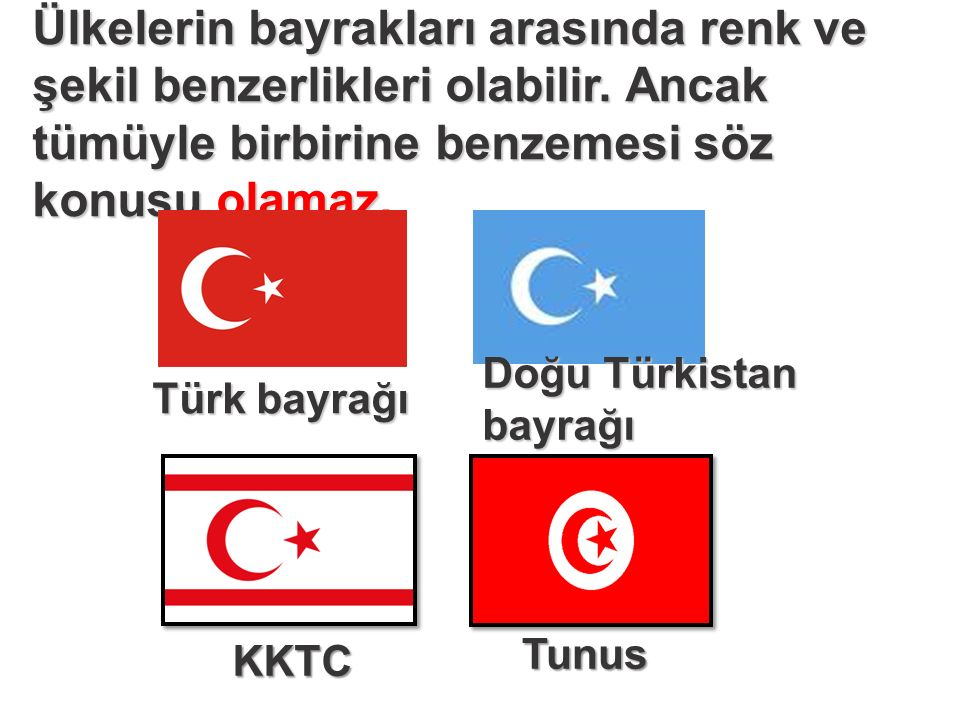 Ülkelerin bayrakları arasında renk ve
şekil benzerlikleri olabilir. Ancak
tümüyle birbirine benzemesi söz
konusu olamaz.
Türk bayrağı
Doğu Türkistan
bayrağı
KKTC
Tunus